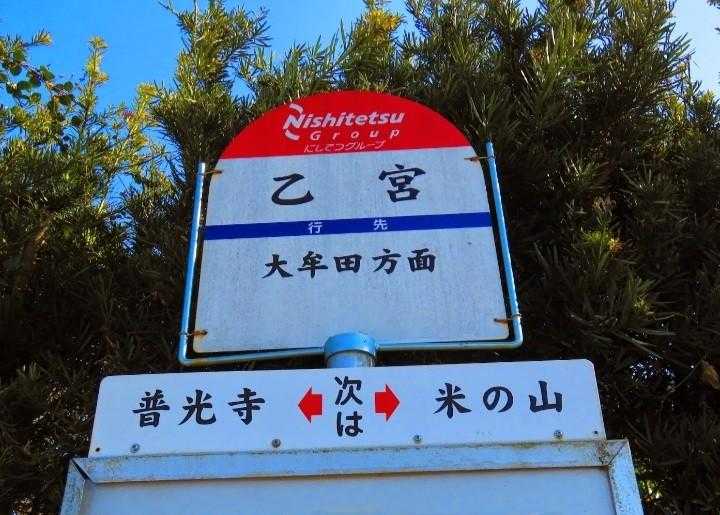 Nishitetsu
Group
にしてつグループ
乙宮
行先
大牟田方面
普光寺 ← 次は → 米の山